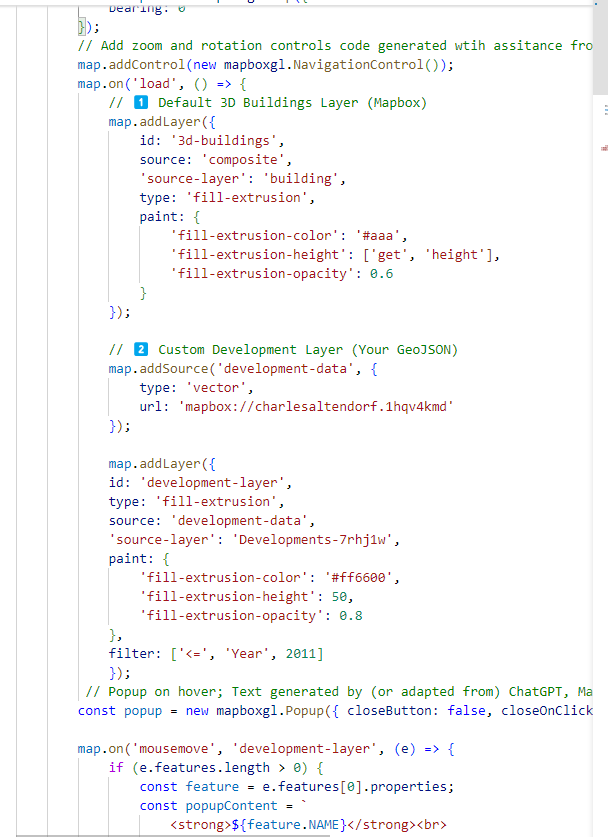 bearing: 0
});
// Add zoom and rotation controls code generated wtih assitance fro
map.addControl(new mapboxgl.NavigationControl());
map.on('load', () => {
// 1️⃣ Default 3D Buildings Layer (Mapbox)
map.addLayer({
id: '3d-buildings',
source: 'composite',
'source-layer': 'building',
type: 'fill-extrusion',
paint: {
'fill-extrusion-color': '#aaa',
'fill-extrusion-height': ['get', 'height'],
'fill-extrusion-opacity': 0.6
}
});
// 2️⃣ Custom Development Layer (Your GeoJSON)
map.addSource('development-data', {
type: 'vector',
url: 'mapbox://charlesaltendorf.1hqv4kmd'
});
map.addLayer({
id: 'development-layer',
type: 'fill-extrusion',
source: 'development-data',
'source-layer': 'Developments-7rhj1w',
paint: {
'fill-extrusion-color': '#ff6600',
'fill-extrusion-height': 50,
'fill-extrusion-opacity': 0.8
},
filter: ['<=', 'Year', 2011]
});
// Popup on hover; Text generated by (or adapted from) ChatGPT, Ma
const popup = new mapboxgl.Popup({ closeButton: false, closeOnClick
map.on('mousemove', 'development-layer', (e) => {
if (e.features.length > 0) {
const feature = e.features[0].properties;
const popupContent = `
<strong>${feature.NAME}</strong><br>